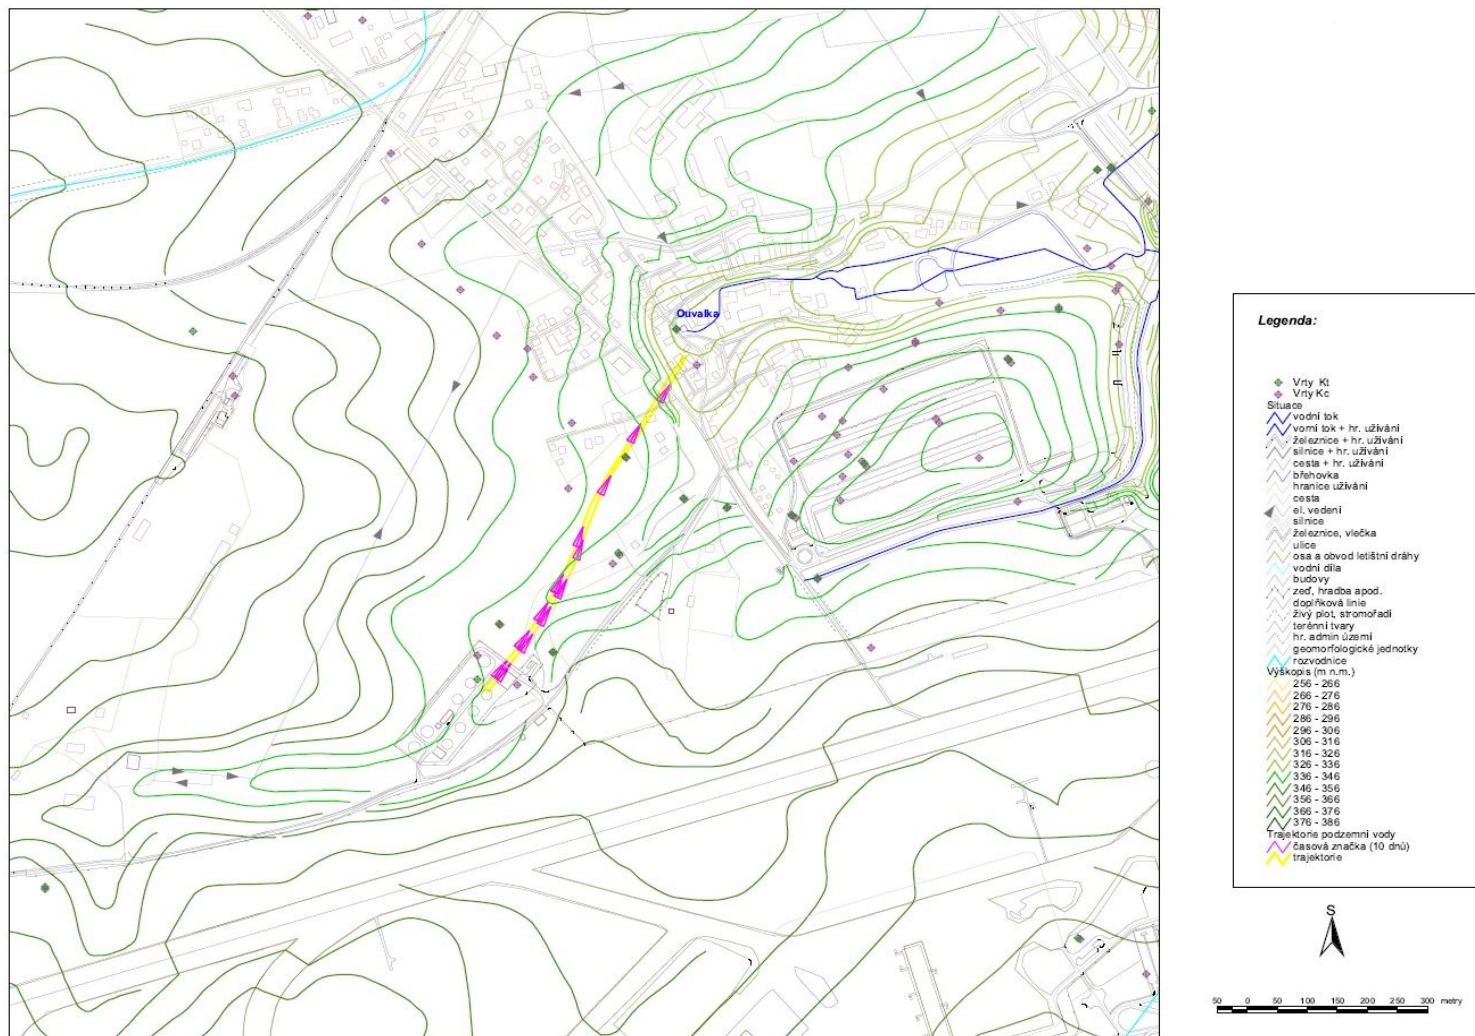 Ouvalka
Legenda:
Vrty Kt
Vrty Kc
Situace
vodní tok
vorní tok + hr. užívání
železnice + hr. užívání
silnice + hr. užívání
cesta + hr. užívání
břehovka
hranice užívání
cesta
el. vedení
silnice
železnice, vlečka
ulice
osa a obvod letištní dráhy
vodní díla
budovy
zeď, hradba apod.
doplňková linie
živý plot, stromořadí
terénní tvary
hr. admin území
geomorfologické jednotky
rozvodnice
Výškopis (m n.m.)
256 - 266
266 - 276
276 - 286
286 - 296
296 - 306
306 - 316
316 - 326
326 - 336
336 - 346
346 - 356
356 - 366
366 - 376
376 - 386
Trajektorie podzemní vody
časová značka (10 dnů)
trajektorie
S
50 0 50 100 150 200 250 300 metry